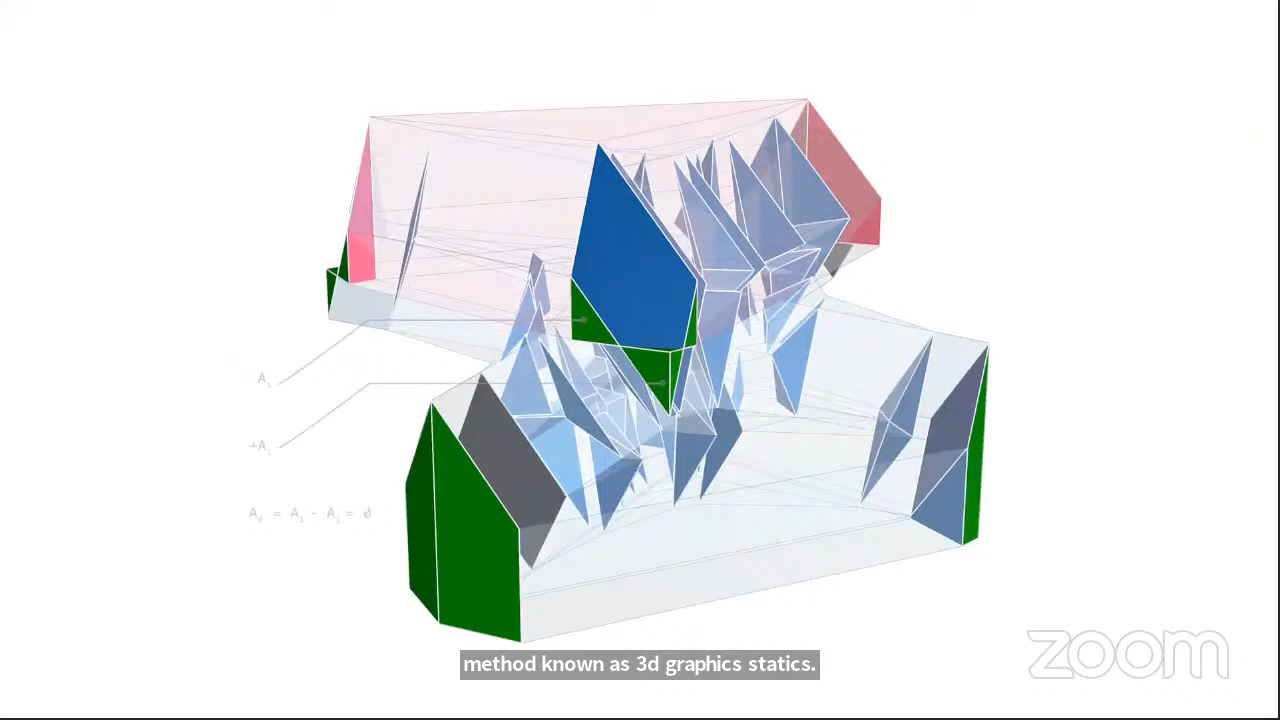 A₁
+A₁
A₀ = A₁ - A₁ = ∅
method known as 3d graphics statics.
zoom